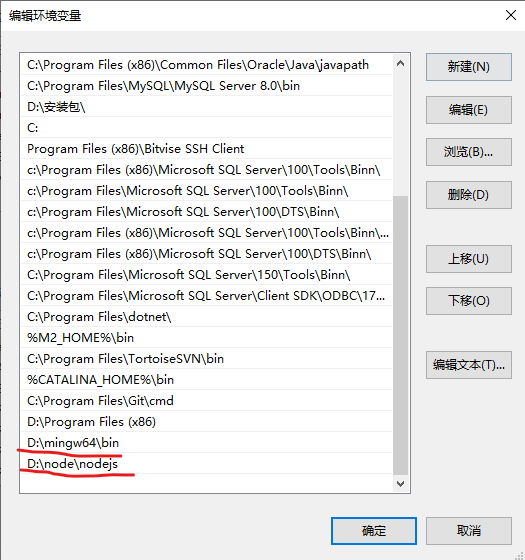 编辑环境变量
C:\Program Files (x86)\Common Files\Oracle\Java\javapath
C:\Program Files\MySQL\MySQL Server 8.0\bin
D:\安装包\
C:
Program Files (x86)\Bitvise SSH Client
c:\Program Files (x86)\Microsoft SQL Server\100\Tools\Binn\
c:\Program Files\Microsoft SQL Server\100\Tools\Binn\
c:\Program Files\Microsoft SQL Server\100\DTS\Binn\
c:\Program Files (x86)\Microsoft SQL Server\100\Tools\Binn\...
c:\Program Files (x86)\Microsoft SQL Server\100\DTS\Binn\
C:\Program Files\Microsoft SQL Server\150\Tools\Binn\
C:\Program Files\Microsoft SQL Server\Client SDK\ODBC\17...
C:\Program Files\dotnet\
%M2_HOME%\bin
C:\Program Files\TortoiseSVN\bin
%CATALINA_HOME%\bin
C:\Program Files\Git\cmd
D:\Program Files (x86)
D:\mingw64\bin
D:\node\nodejs
新建(N)
编辑(E)
浏览(B)...
删除(D)
上移(U)
下移(O)
编辑文本(T)...
确定
取消